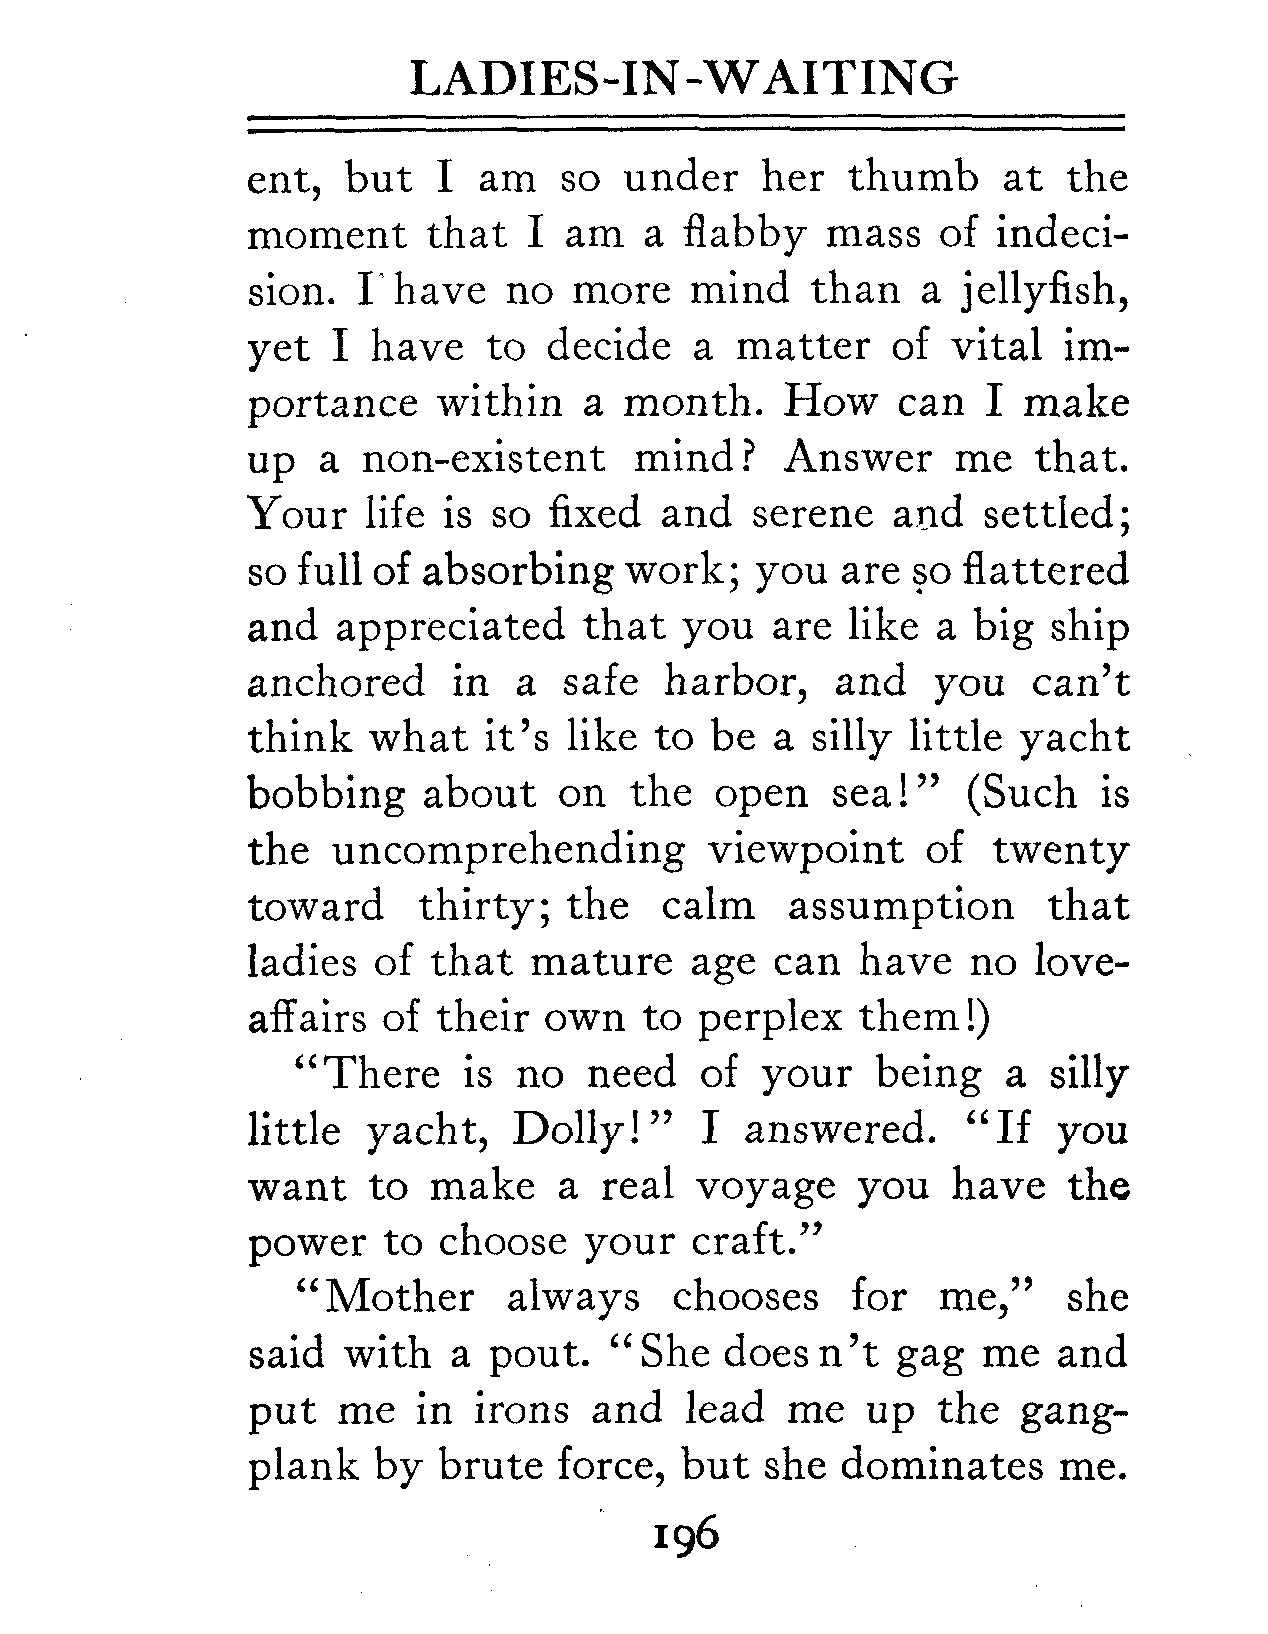 LADIES-IN-WAITING
ent, but I am so under her thumb at the
moment that I am a flabby mass of indeci-
sion. I have no more mind than a jellyfish,
yet I have to decide a matter of vital im-
portance within a month. How can I make
up a non-existent mind? Answer me that.
Your life is so fixed and serene and settled;
so full of absorbing work; you are so flattered
and appreciated that you are like a big ship
anchored in a safe harbor, and you can't
think what it's like to be a silly little yacht
bobbing about on the open sea!" (Such is
the uncomprehending viewpoint of twenty
toward thirty; the calm assumption that
ladies of that mature age can have no love-
affairs of their own to perplex them!)
"There is no need of your being a silly
little yacht, Dolly!" I answered. "If you
want to make a real voyage you have the
power to choose your craft."
"Mother always chooses for me," she
said with a pout. "She does n't gag me and
put me in irons and lead me up the gang-
plank by brute force, but she dominates me.
196